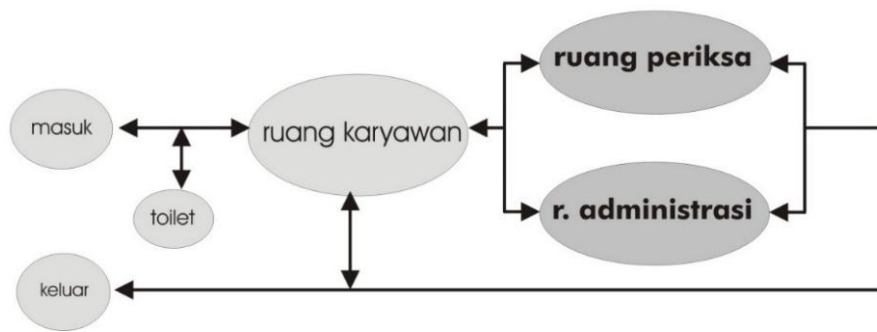 ruang periksa
masuk
ruang karyawan
toilet
r. administrasi
keluar